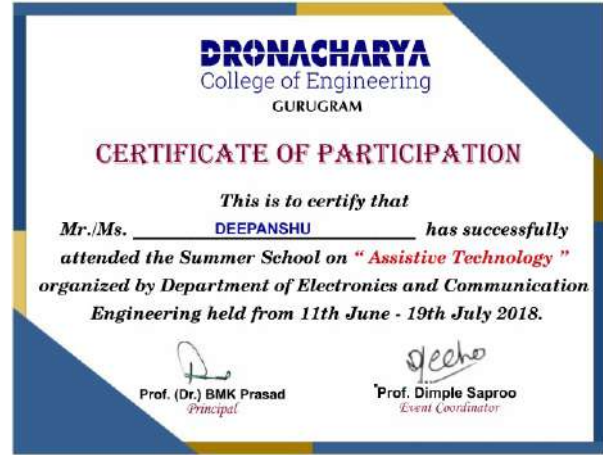 DRONACHARYA
College of Engineering
GURUGRAM
CERTIFICATE OF PARTICIPATION
This is to certify that
Mr./Ms. DEEPANSHU has successfully
attended the Summer School on “ Assistive Technology ”
organized by Department of Electronics and Communication
Engineering held from 11th June - 19th July 2018.
Prof. (Dr.) BMK Prasad
Principal
Prof. Dimple Saproo
Event Coordinator